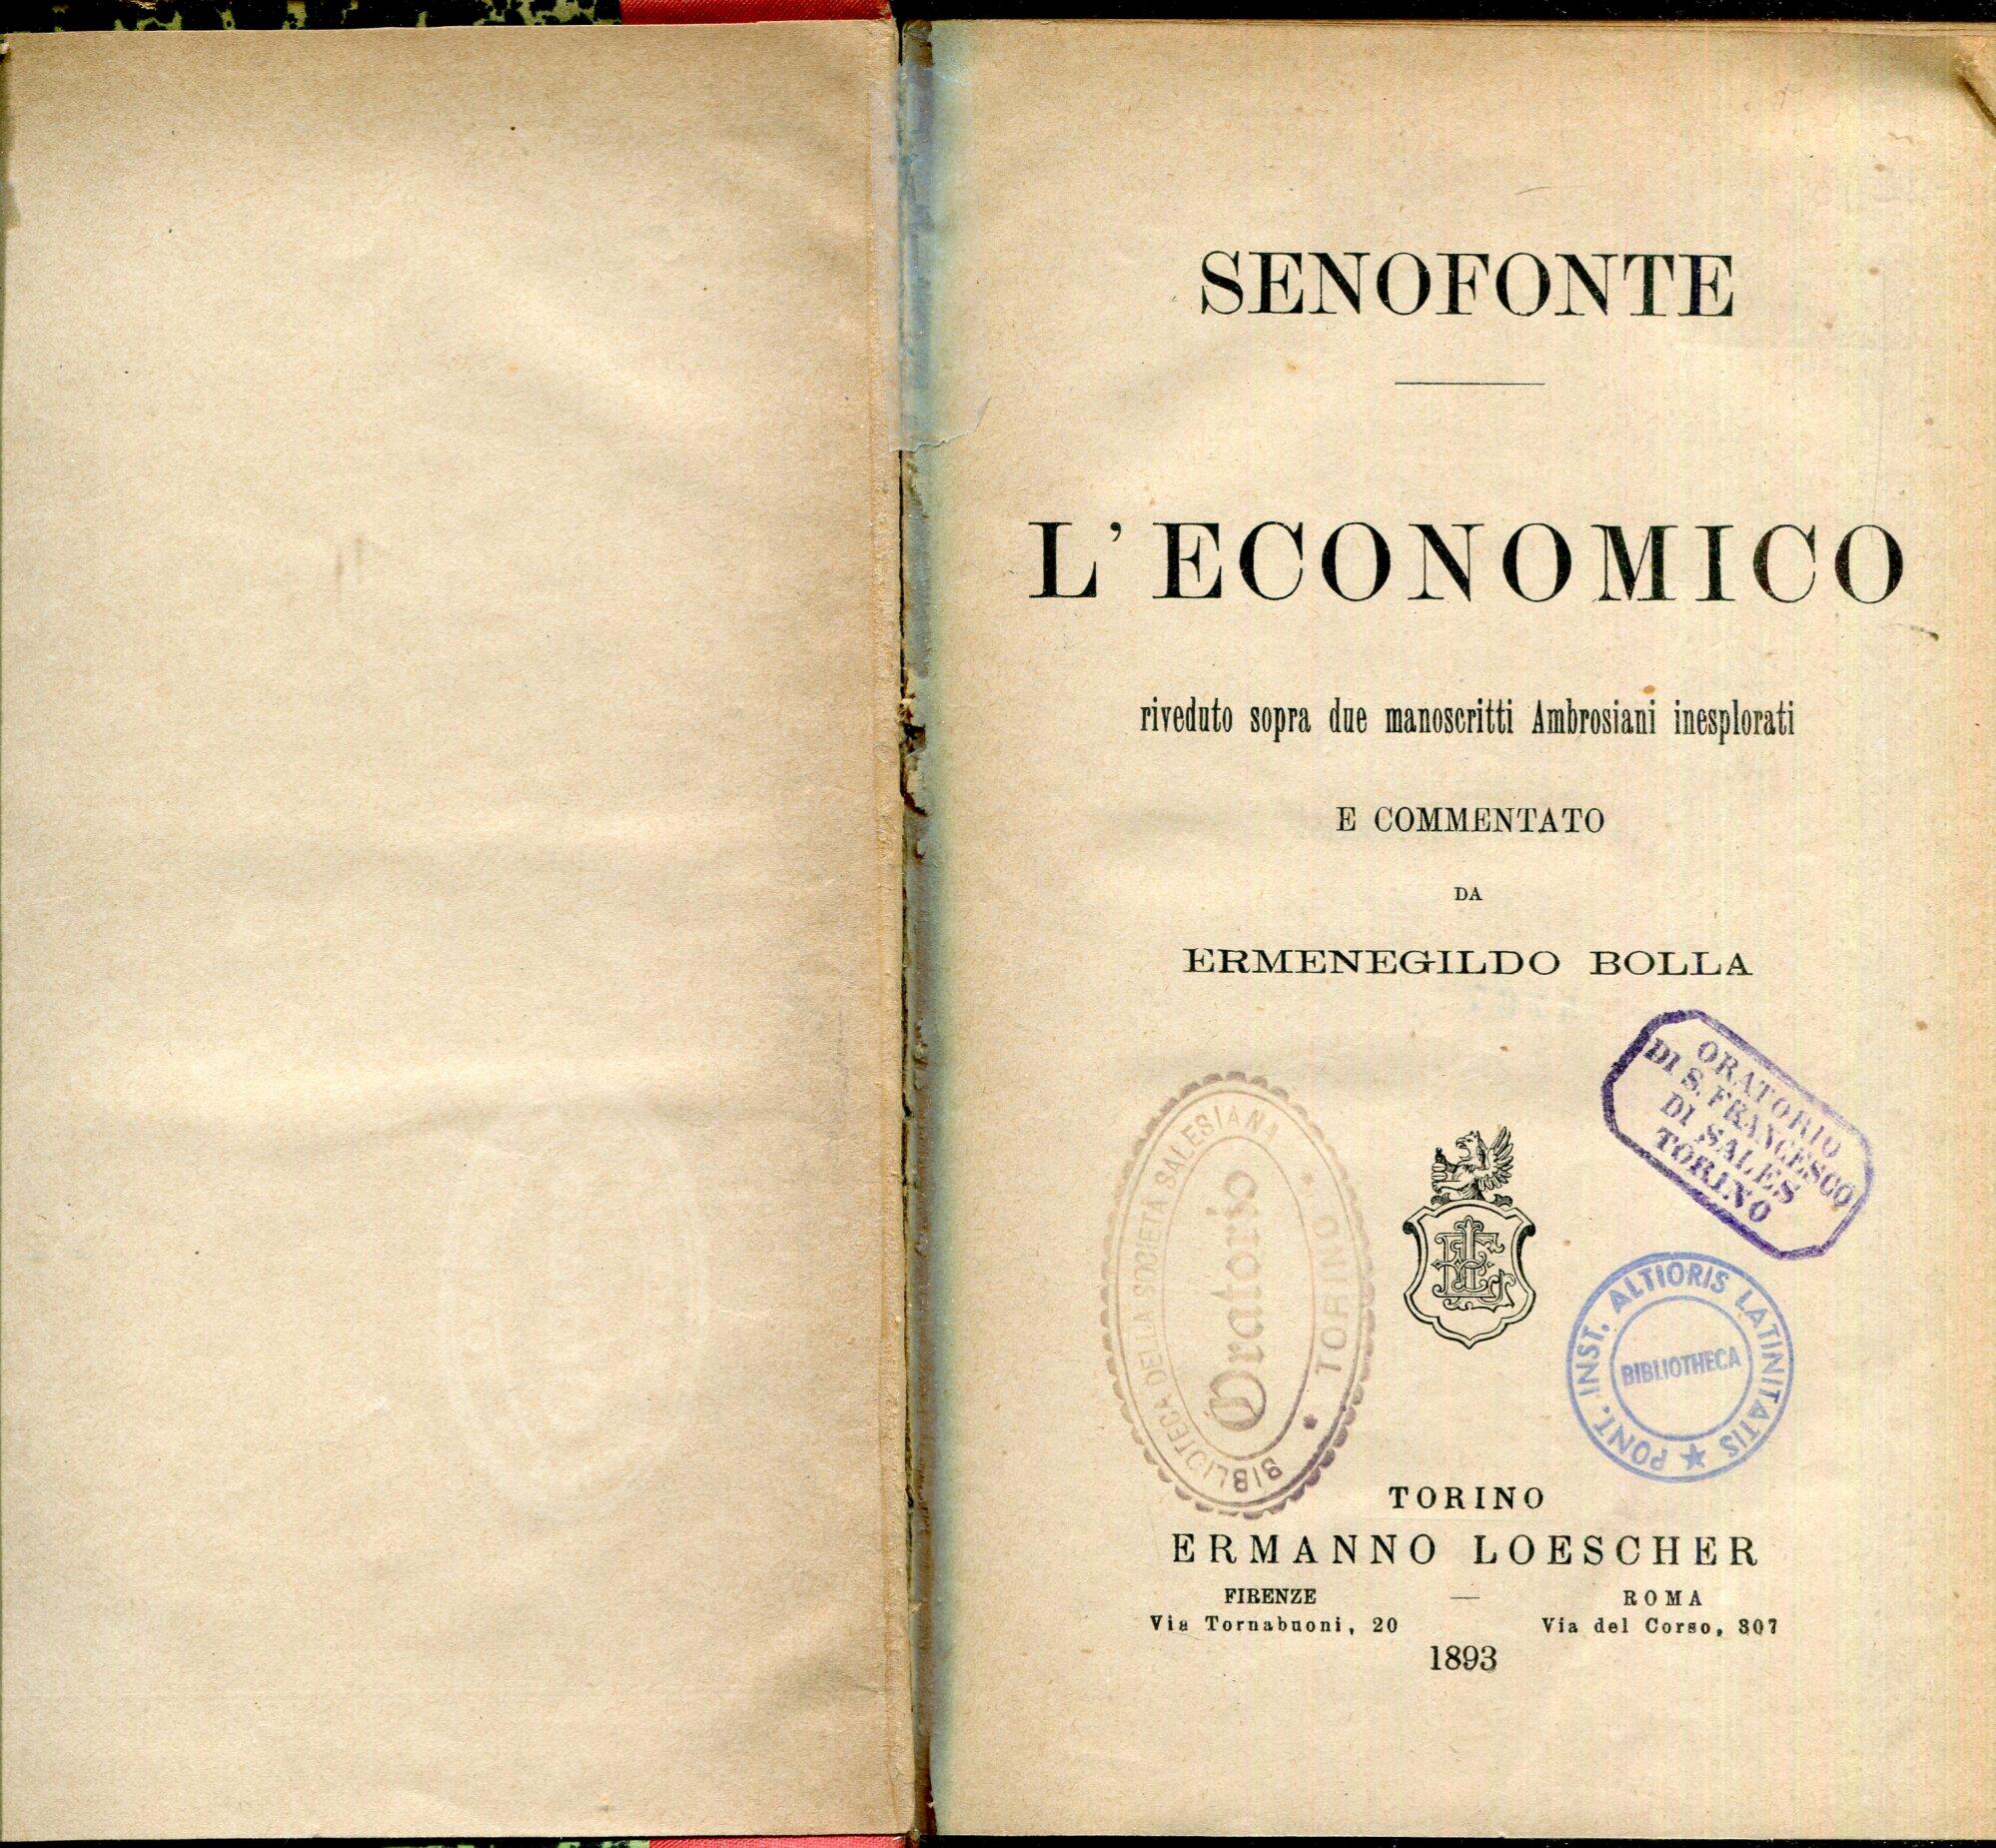 SENOFONTE
L'ECONOMICO
riveduto sopra due manoscritti Ambrosiani inesplorati
E COMMENTATO
DA
ERMENEGILDO BOLLA
ORATORIO
DI S. FRANCESCO
DI SALES
TORINO
BIBLIOTECA DELLA SOCIETÀ SALESIANA
* TORINO *
Oratorio
PONT. INST. ALTIORIS LATINITATIS
BIBLIOTHECA
TORINO
ERMANNO LOESCHER
FIRENZE — ROMA
Via Tornabuoni, 20 Via del Corso, 307
1893